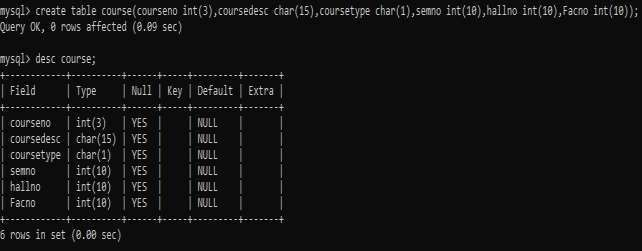 mysql> create table course(courseno int(3),coursedesc char(15),coursetype char(1),semno int(10),hallno int(10),Facno int(10));
Query OK, 0 rows affected (0.09 sec)
mysql> desc course;
+------------+----------+------+-----+---------+-------+
| Field      | Type     | Null | Key | Default | Extra |
+------------+----------+------+-----+---------+-------+
| courseno   | int(3)   | YES  |     | NULL    |       |
| coursedesc | char(15) | YES  |     | NULL    |       |
| coursetype | char(1)  | YES  |     | NULL    |       |
| semno      | int(10)  | YES  |     | NULL    |       |
| hallno     | int(10)  | YES  |     | NULL    |       |
| Facno      | int(10)  | YES  |     | NULL    |       |
+------------+----------+------+-----+---------+-------+
6 rows in set (0.00 sec)